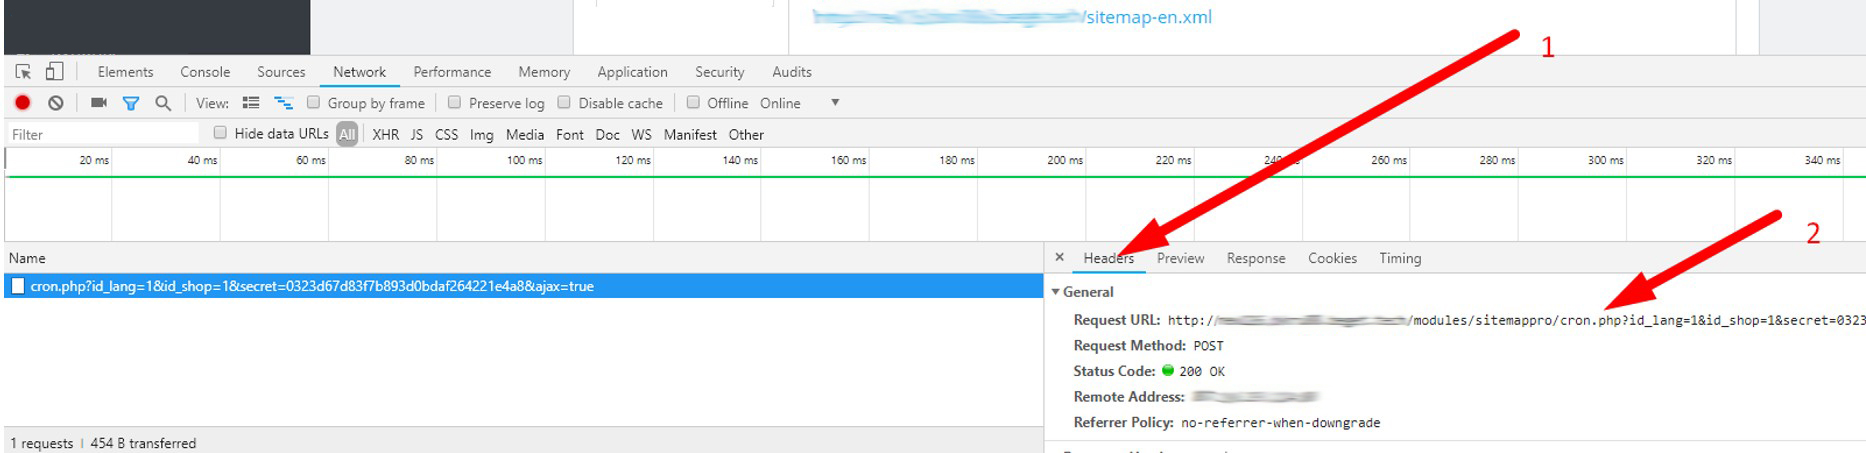 /sitemap-en.xml
1
Elements Console Sources Network Performance Memory Application Security Audits
View: Group by frame Preserve log Disable cache Offline Online
Filter Hide data URLs All XHR JS CSS Img Media Font Doc WS Manifest Other
20 ms 40 ms 60 ms 80 ms 100 ms 120 ms 140 ms 160 ms 180 ms 200 ms 220 ms 240 ms 260 ms 280 ms 300 ms 320 ms 340 ms
2
Name
Headers Preview Response Cookies Timing
cron.php?id_lang=1&id_shop=1&secret=0323d67d83f7b893d0bdaf264221e4a8&ajax=true
General
Request URL: http:// /modules/sitemappro/cron.php?id_lang=1&id_shop=1&secret=0323
Request Method: POST
Status Code: 200 OK
Remote Address:
Referrer Policy: no-referrer-when-downgrade
1 requests | 454 B transferred